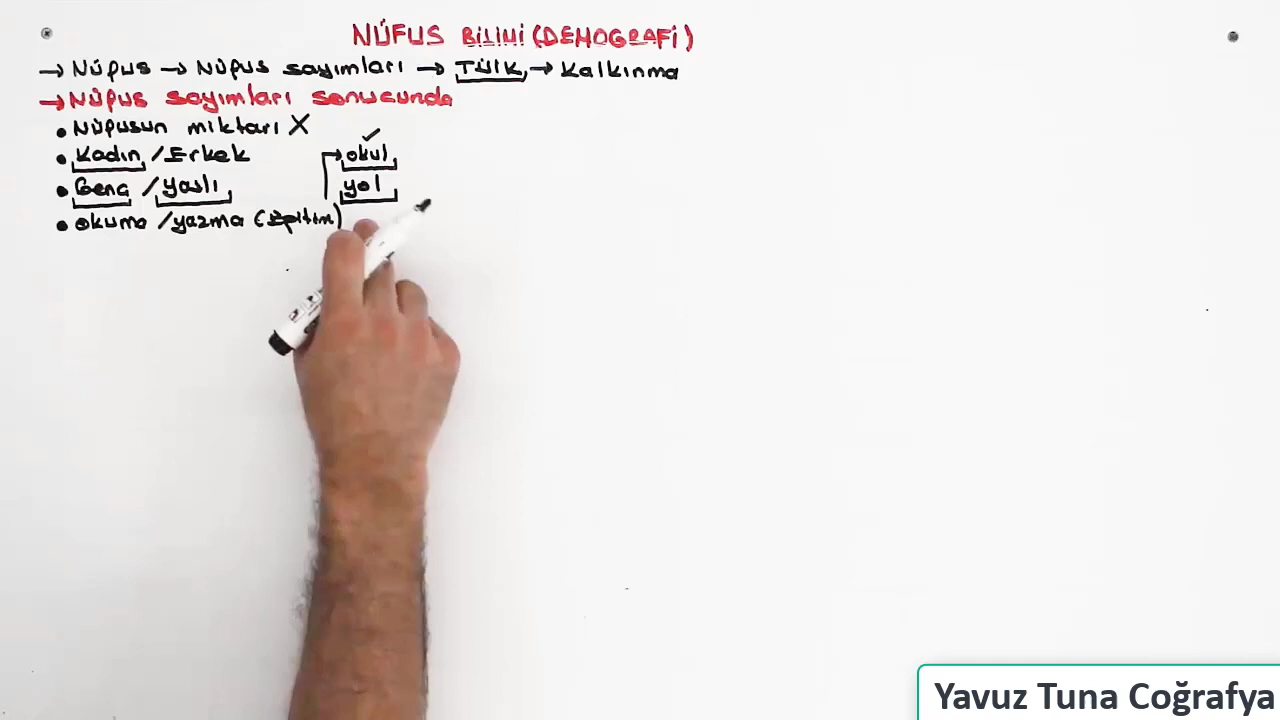 NÜFUS BİLİMİ (DEMOGRAFİ)
→ Nüfus → Nüfus sayımları → TÜİK → Kalkınma
→ Nüfus sayımları sonucunda
• Nüfusun miktarı X
• Kadın / Erkek
okul
• Genç / Yaşlı
yol
• okuma / yazma (Eğitim)
Yavuz Tuna Coğrafya